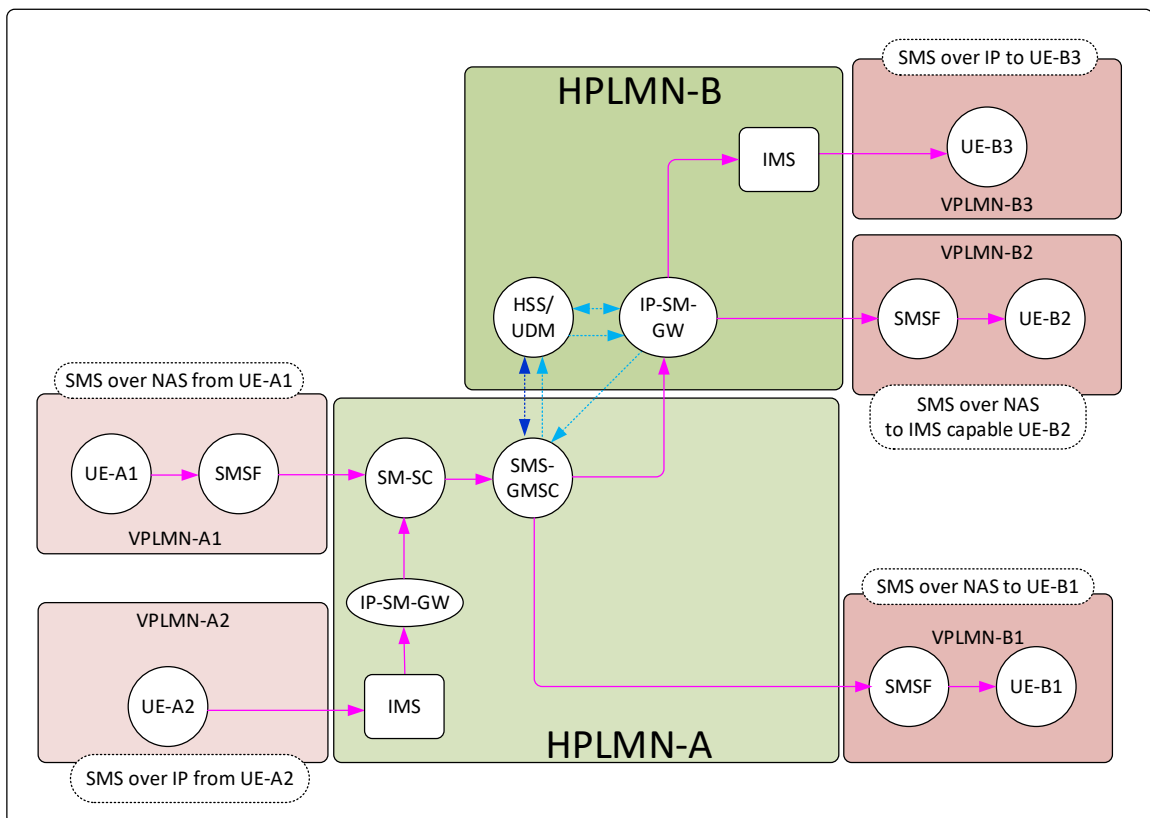 SMS over IP to UE-B3
HPLMN-B
IMS
UE-B3
VPLMN-B3
VPLMN-B2
HSS/
UDM
IP-SM-
GW
SMSF
UE-B2
SMS over NAS from UE-A1
SMS over NAS
to IMS capable UE-B2
UE-A1
SMSF
SM-SC
SMS-
GMSC
VPLMN-A1
SMS over NAS to UE-B1
IP-SM-GW
VPLMN-A2
VPLMN-B1
UE-A2
IMS
SMSF
UE-B1
HPLMN-A
SMS over IP from UE-A2